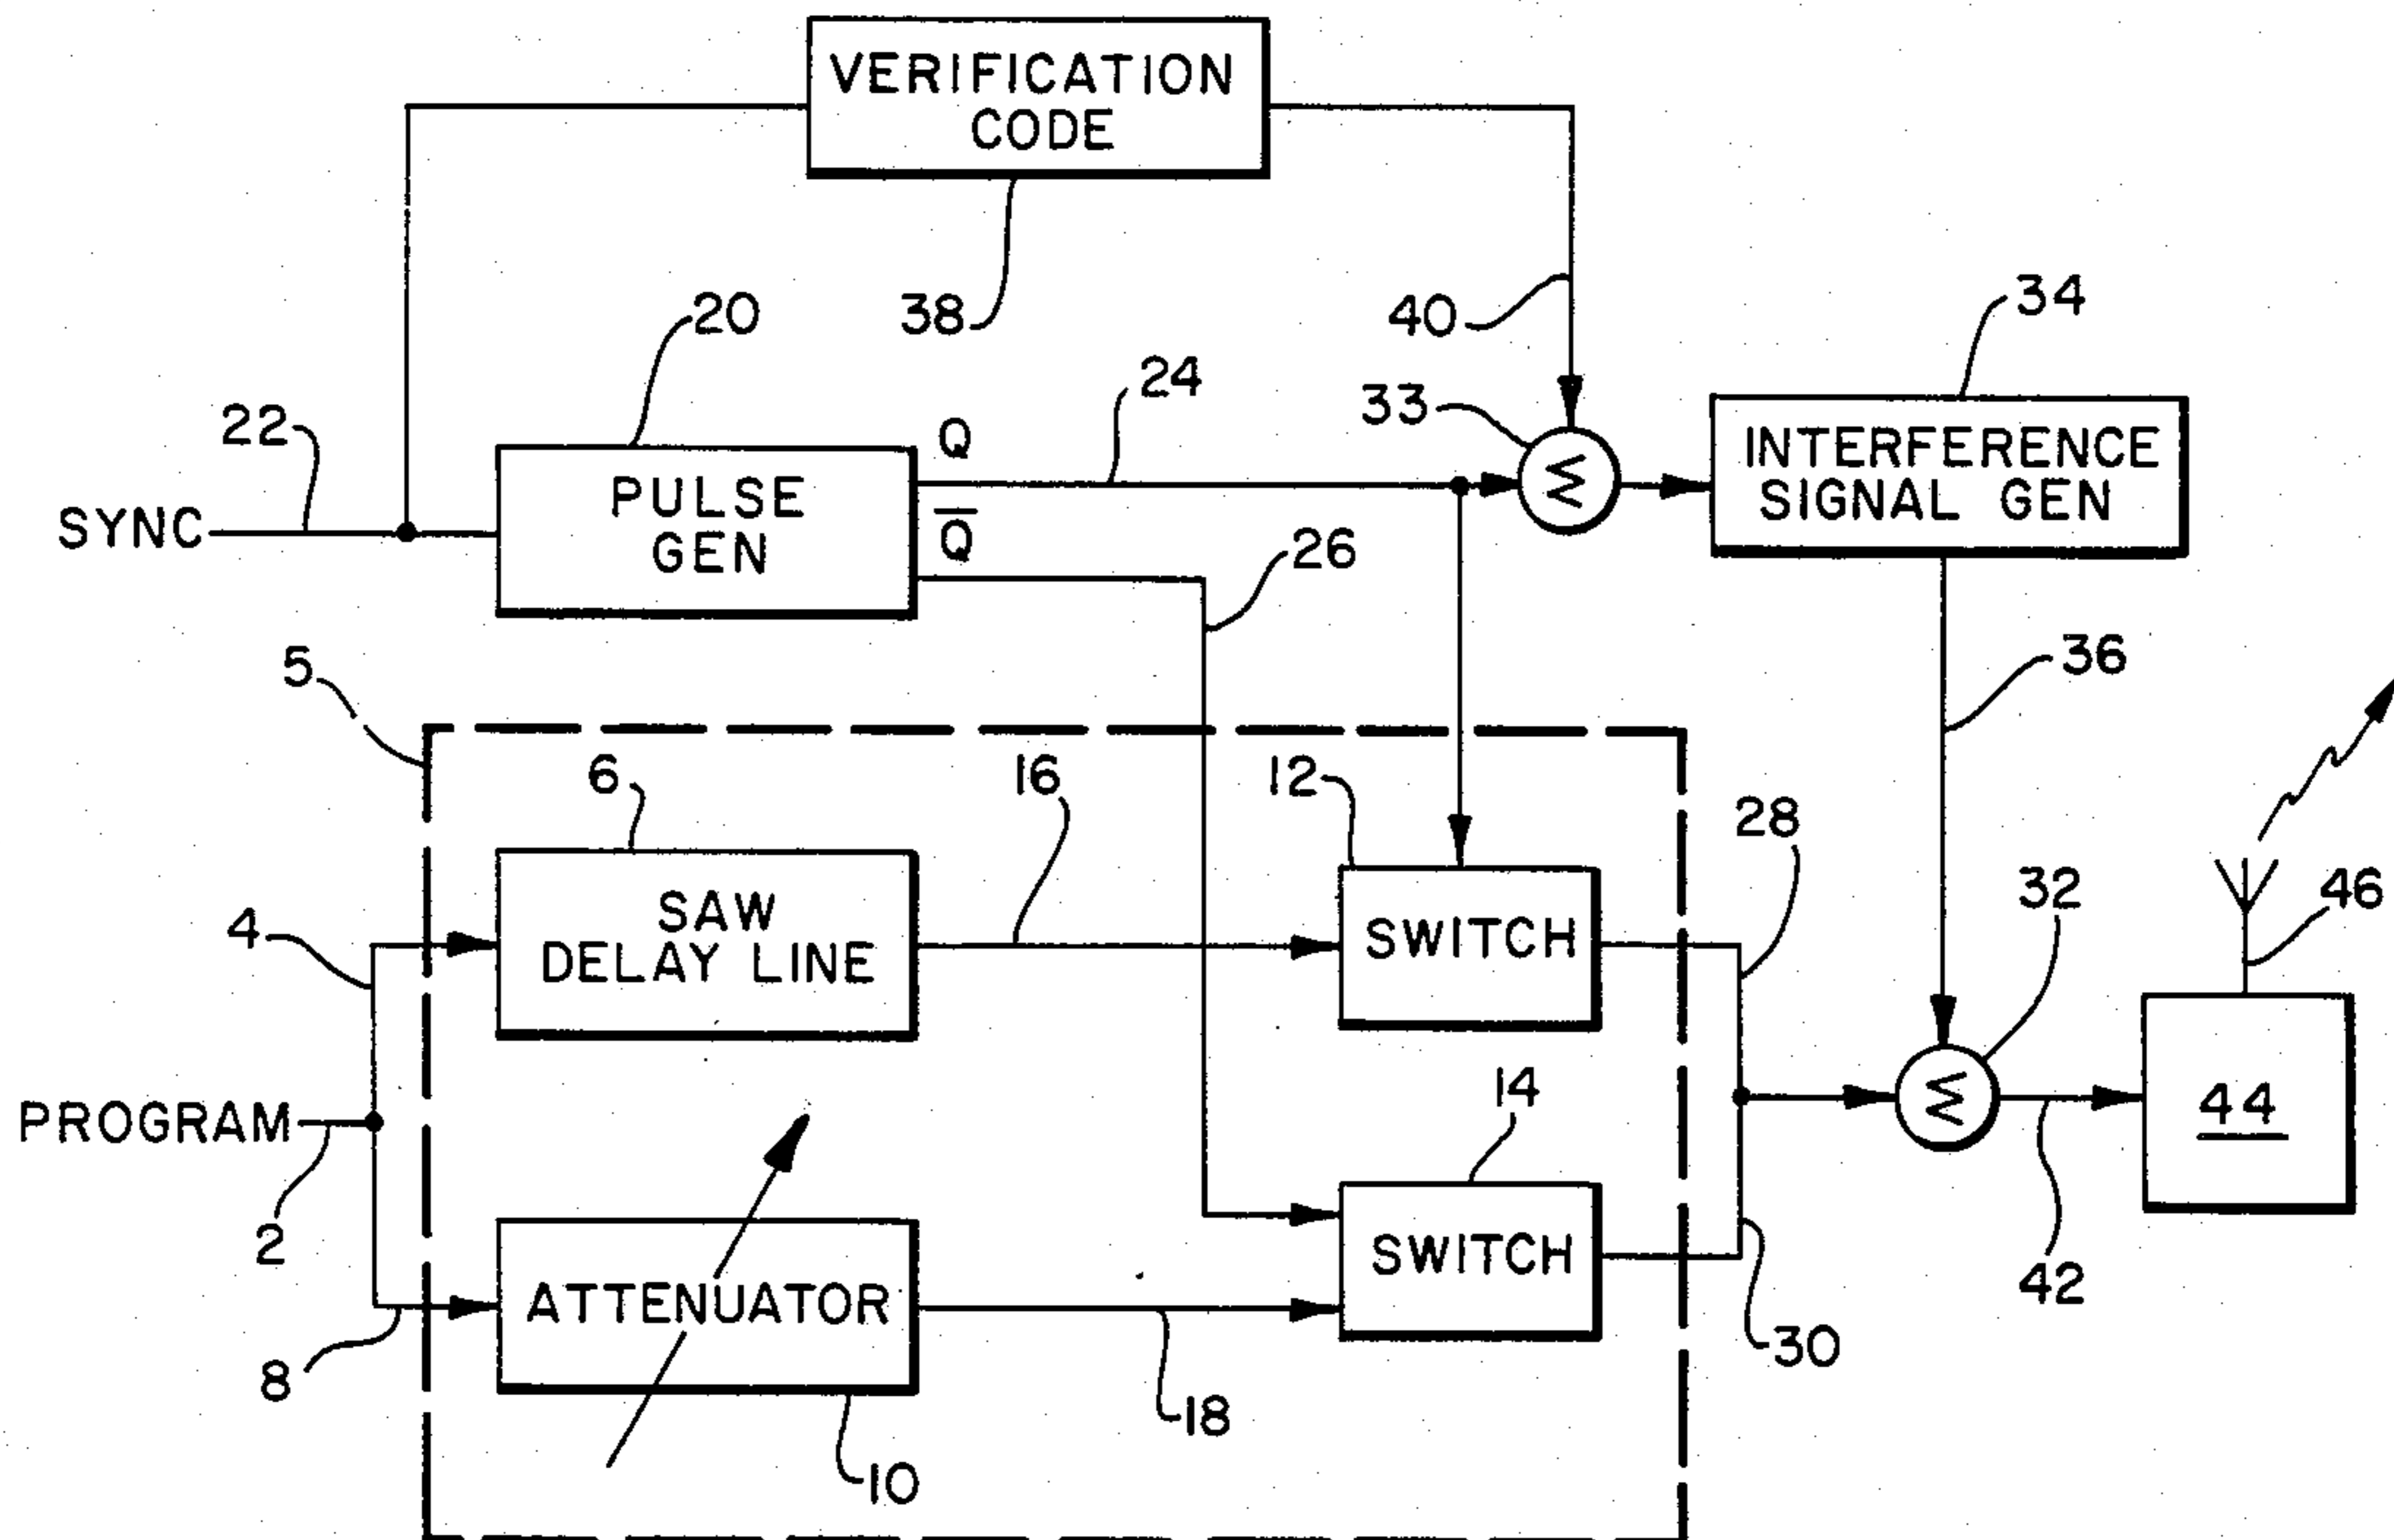 VERIFICATION
CODE
38
40
34
20
24
33
22
Q
INTERFERENCE
SIGNAL GEN
Σ
SYNC
PULSE
GEN
Q̅
26
36
5
6
16
12
28
SAW
DELAY LINE
SWITCH
4
32
46
PROGRAM
2
14
Σ
44
SWITCH
42
ATTENUATOR
8
18
30
10